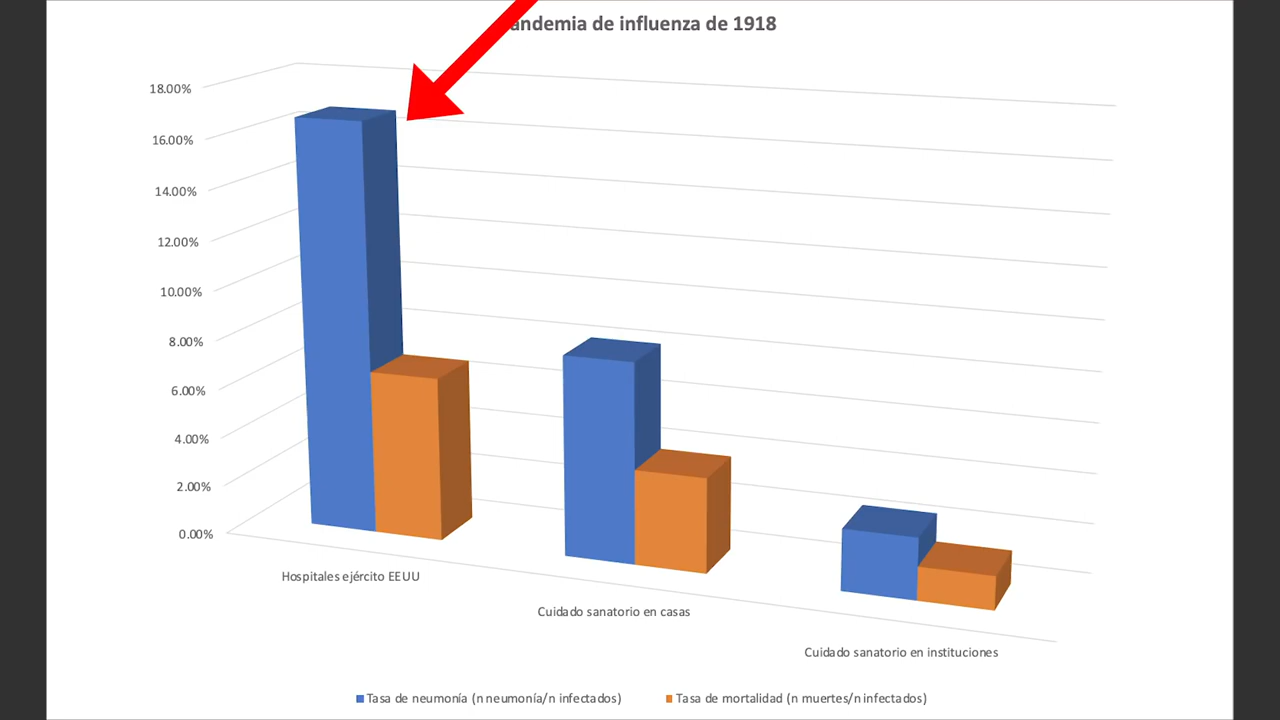 andemia de influenza de 1918
18.00%
16.00%
14.00%
12.00%
10.00%
8.00%
6.00%
4.00%
2.00%
0.00%
Hospitales ejército EEUU
Cuidado sanatorio en casas
Cuidado sanatorio en instituciones
Tasa de neumonía (n neumonía/n infectados)
Tasa de mortalidad (n muertes/n infectados)